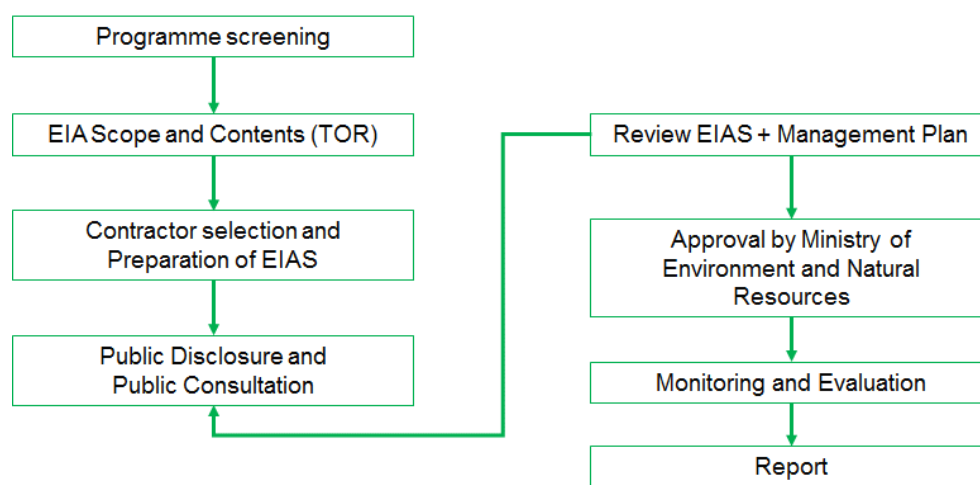 Programme screening
EIA Scope and Contents (TOR)
Contractor selection and
Preparation of EIAS
Public Disclosure and
Public Consultation
Review EIAS + Management Plan
Approval by Ministry of
Environment and Natural
Resources
Monitoring and Evaluation
Report